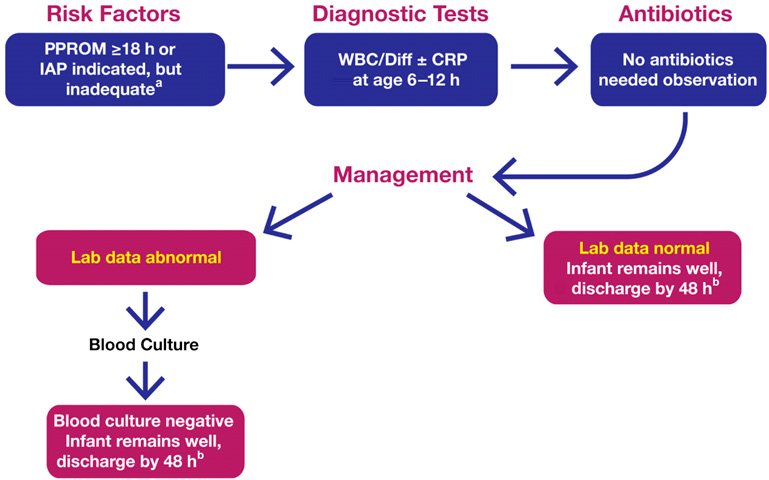 Risk Factors
Diagnostic Tests
Antibiotics
PPROM ≥18 h or
IAP indicated, but
inadequateᵃ
WBC/Diff ± CRP
at age 6–12 h
No antibiotics
needed observation
Management
Lab data abnormal
Lab data normal
Infant remains well,
discharge by 48 hᵇ
Blood Culture
Blood culture negative
Infant remains well,
discharge by 48 hᵇ